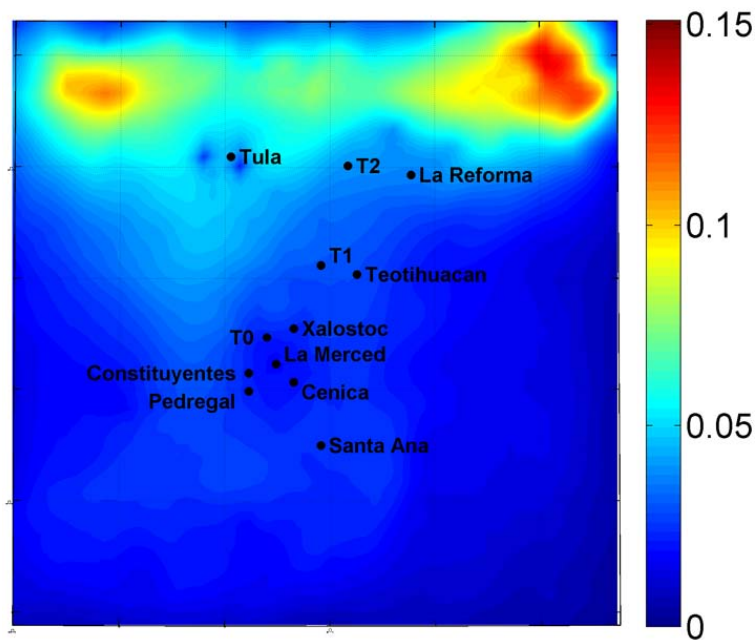 0.15
Tula
T2
La Reforma
0.1
T1
Teotihuacan
Xalostoc
T0
La Merced
Constituyentes
Cenica
Pedregal
0.05
Santa Ana
0